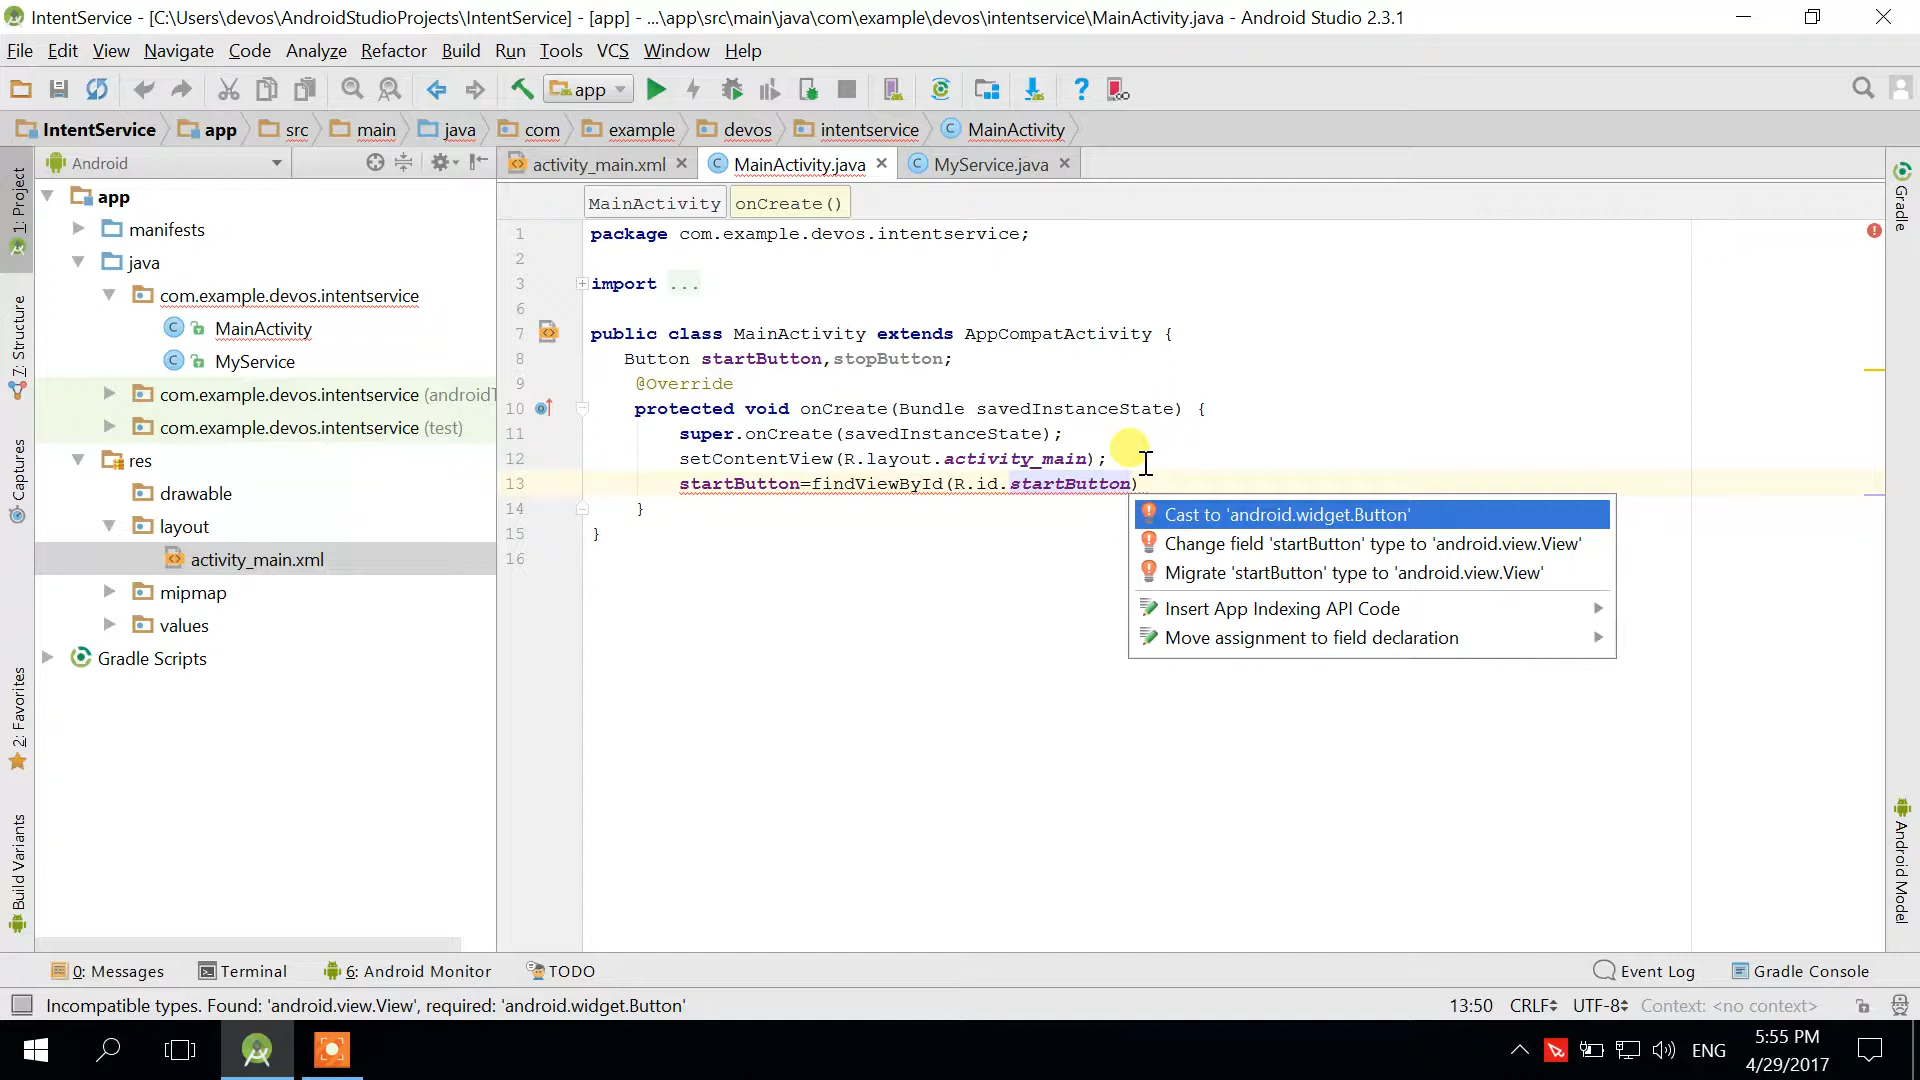 IntentService - [C:\Users\devos\AndroidStudioProjects\IntentService] - [app] - ...\app\src\main\java\com\example\devos\intentservice\MainActivity.java - Android Studio 2.3.1
File Edit View Navigate Code Analyze Refactor Build Run Tools VCS Window Help
app
IntentService app src main java com example devos intentservice MainActivity
Android
activity_main.xml MainActivity.java MyService.java
MainActivity onCreate()
1: Project
7: Structure
Captures
2: Favorites
Build Variants
app
manifests
java
com.example.devos.intentservice
MainActivity
MyService
com.example.devos.intentservice (androidT
com.example.devos.intentservice (test)
res
drawable
layout
activity_main.xml
mipmap
values
Gradle Scripts
1 package com.example.devos.intentservice;
2
3 import ...
6
7 public class MainActivity extends AppCompatActivity {
8 Button startButton,stopButton;
9 @Override
10 protected void onCreate(Bundle savedInstanceState) {
11 super.onCreate(savedInstanceState);
12 setContentView(R.layout.activity_main);
13 startButton=findViewById(R.id.startButton)
14 }
15 }
16
Cast to 'android.widget.Button'
Change field 'startButton' type to 'android.view.View'
Migrate 'startButton' type to 'android.view.View'
Insert App Indexing API Code
Move assignment to field declaration
Gradle
Android Model
0: Messages Terminal 6: Android Monitor TODO Event Log Gradle Console
Incompatible types. Found: 'android.view.View', required: 'android.widget.Button' 13:50 CRLF UTF-8 Context: <no context>
ENG
5:55 PM
4/29/2017